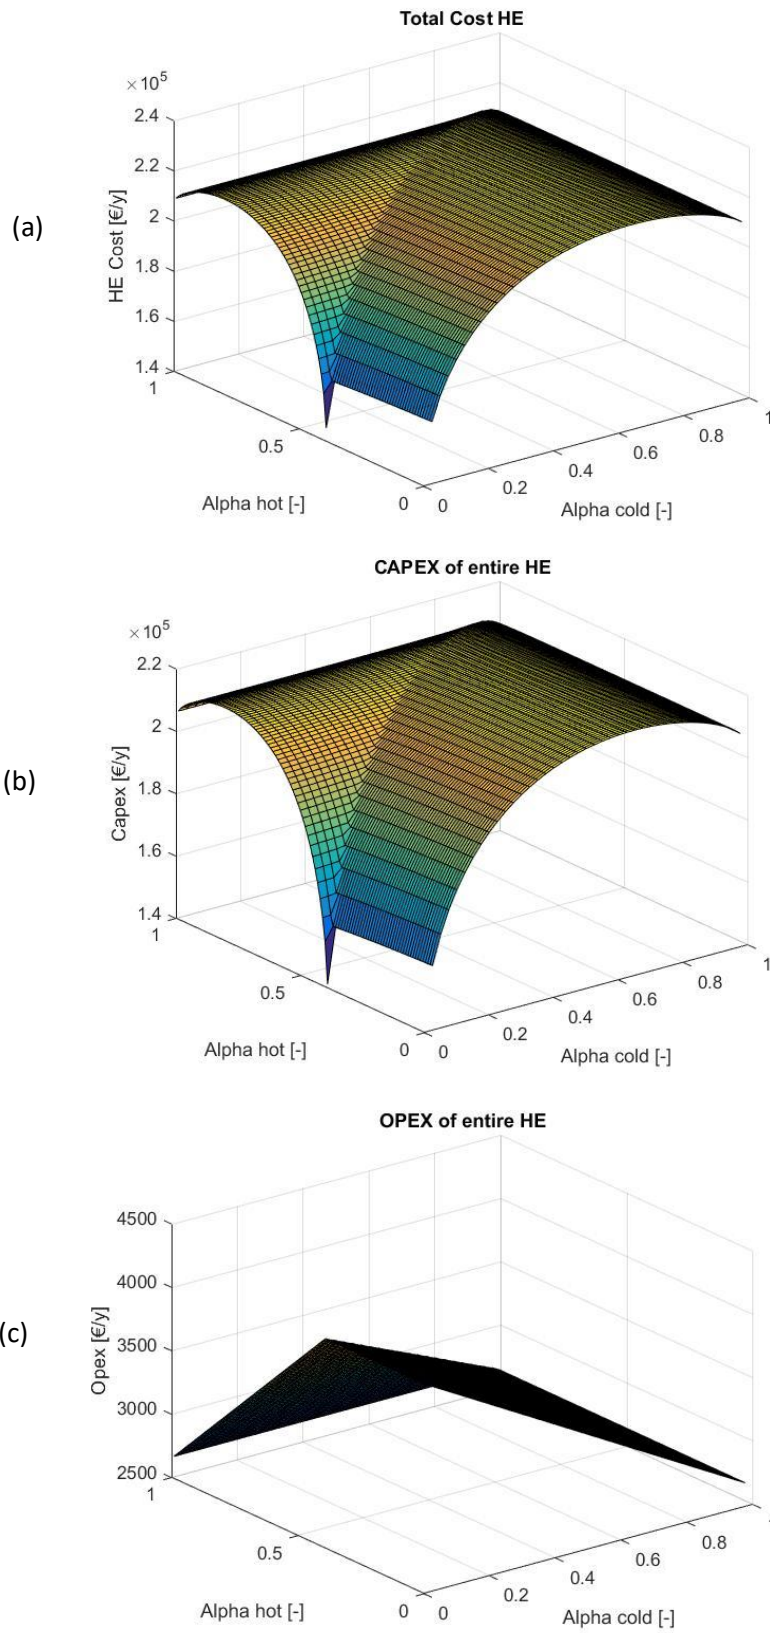 Total Cost HE
×10⁵
2.4
2.2
2
1.8
1.6
1.4
HE Cost [€/y]
(a)
1
0.5
0
Alpha hot [-]
0
0.2
0.4
0.6
0.8
1
Alpha cold [-]
CAPEX of entire HE
×10⁵
2.2
2
1.8
1.6
1.4
Capex [€/y]
(b)
1
0.5
0
Alpha hot [-]
0
0.2
0.4
0.6
0.8
1
Alpha cold [-]
OPEX of entire HE
4500
4000
3500
3000
2500
Opex [€/y]
(c)
1
0.5
0
Alpha hot [-]
0
0.2
0.4
0.6
0.8
Alpha cold [-]